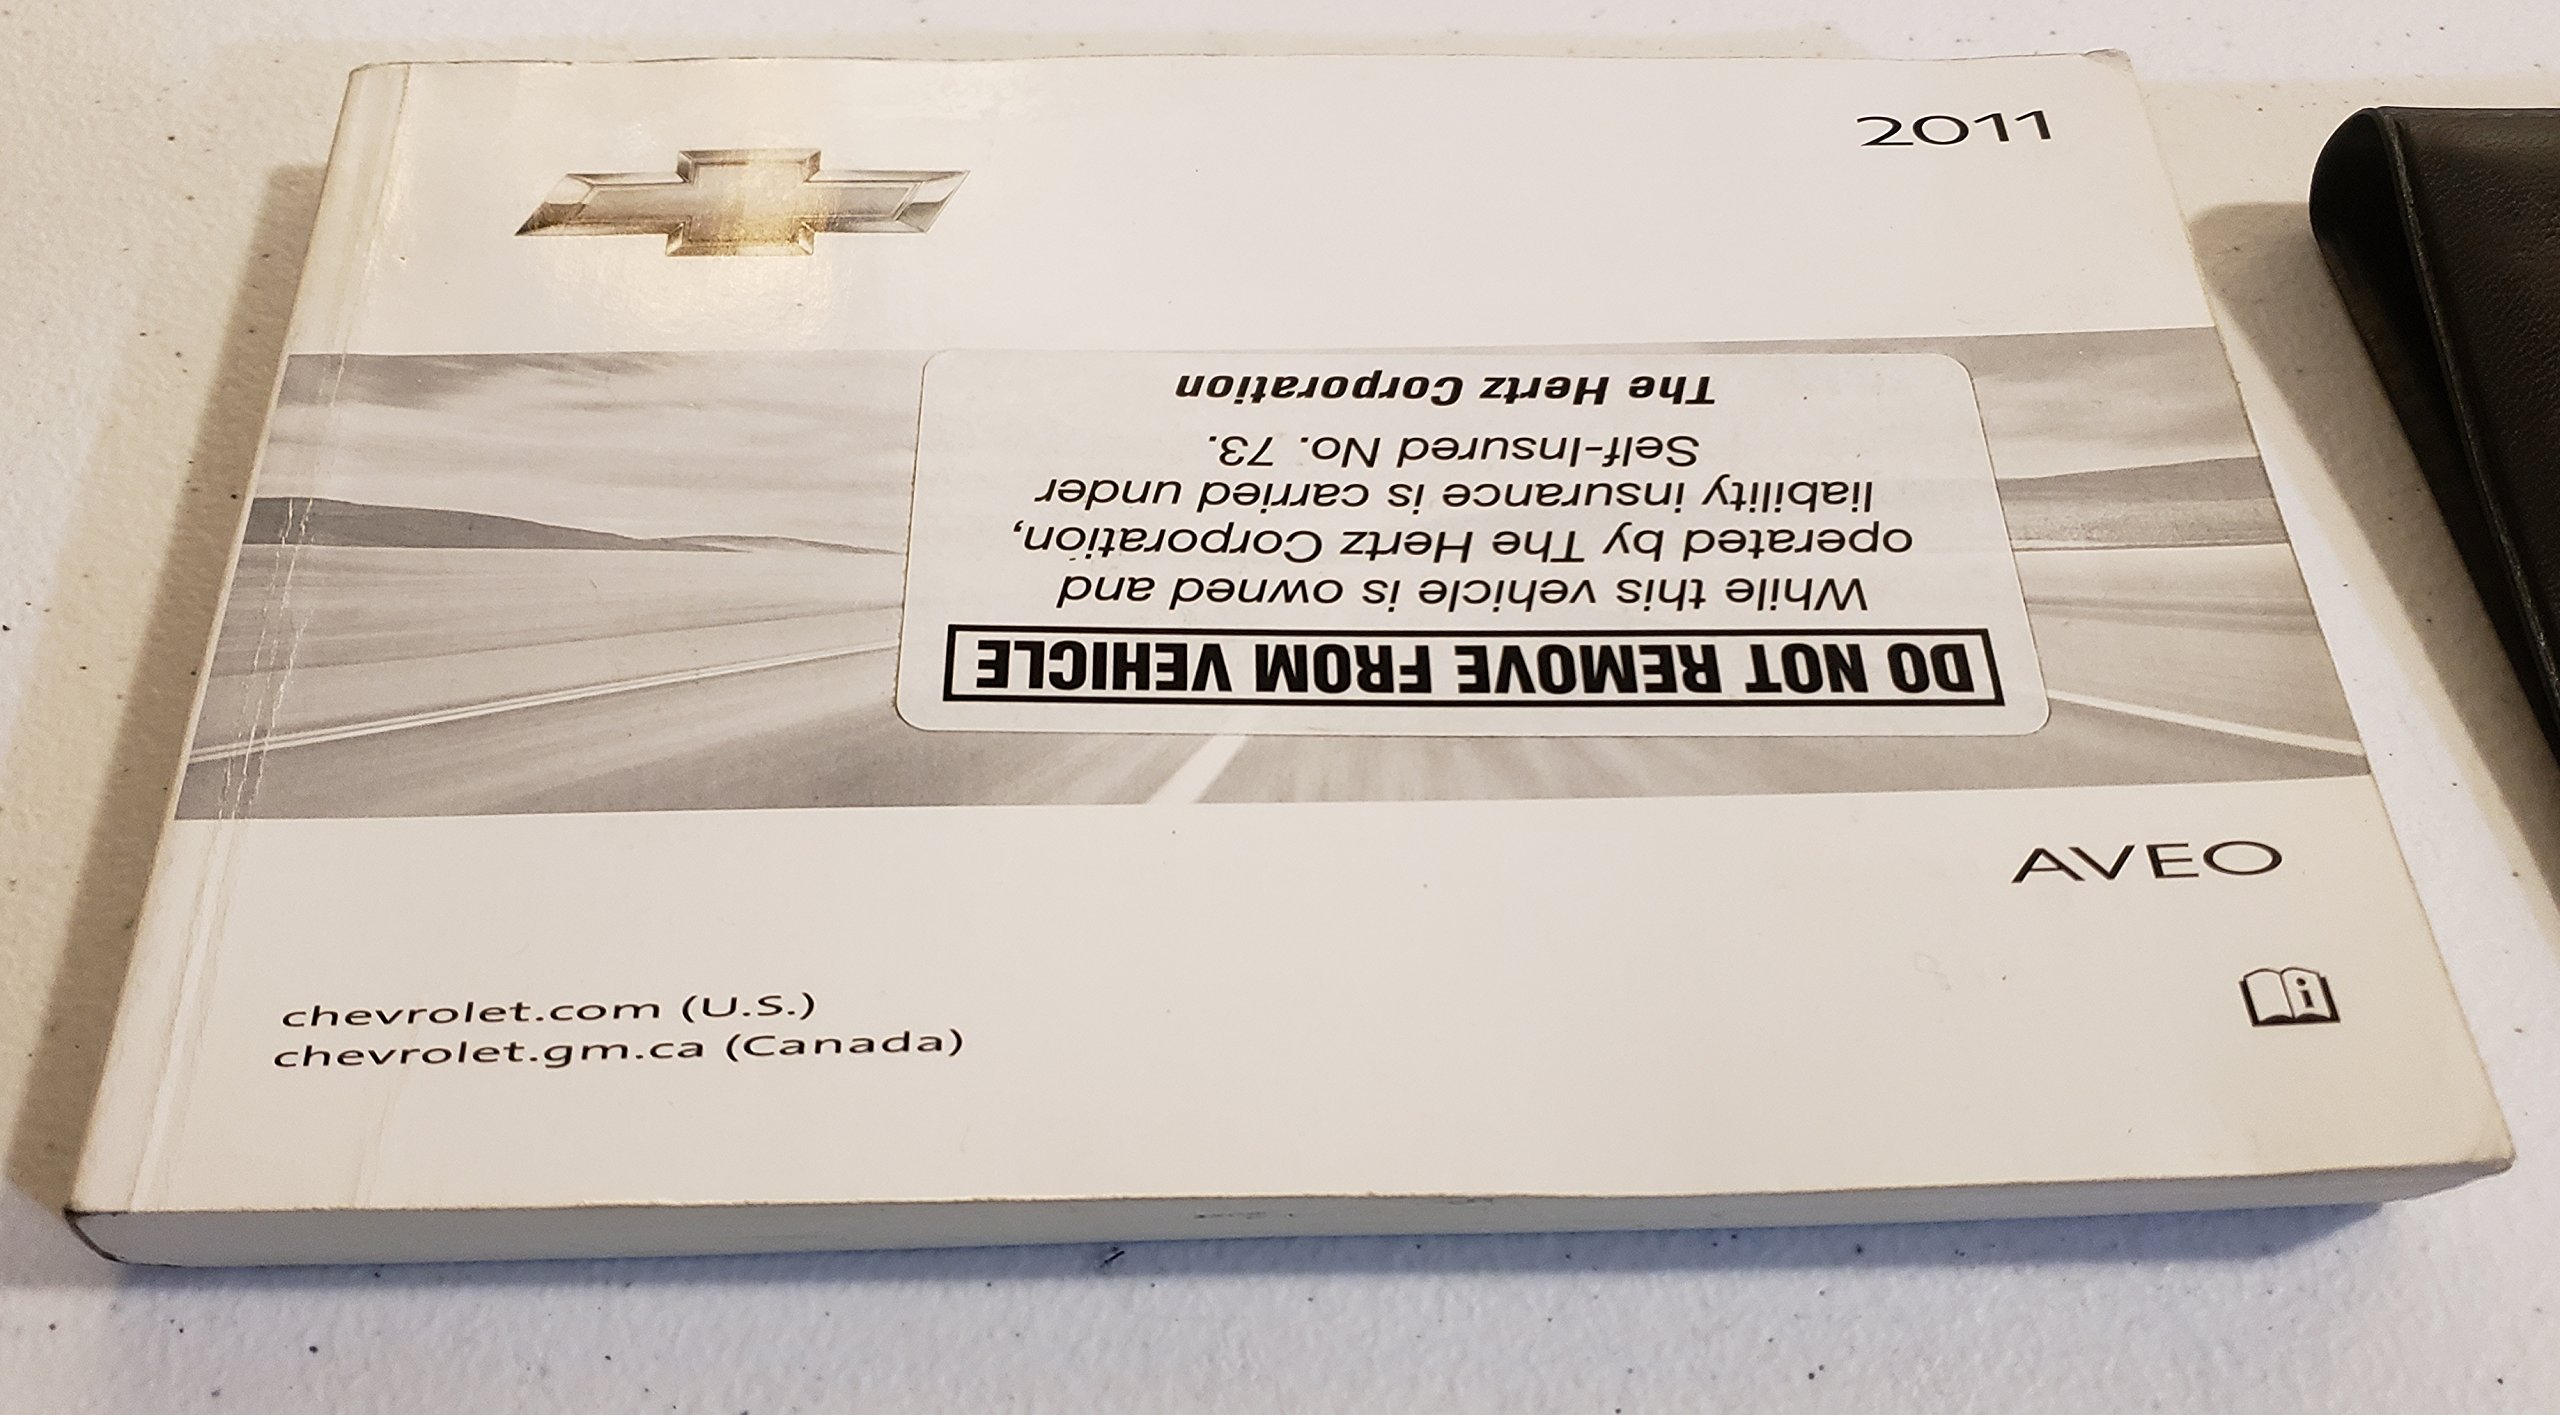 2011
DO NOT REMOVE FROM VEHICLE
While this vehicle is owned and
operated by The Hertz Corporation,
liability insurance is carried under
Self-Insured No. 73.
The Hertz Corporation
AVEO
i
chevrolet.com (U.S.)
chevrolet.gm.ca (Canada)